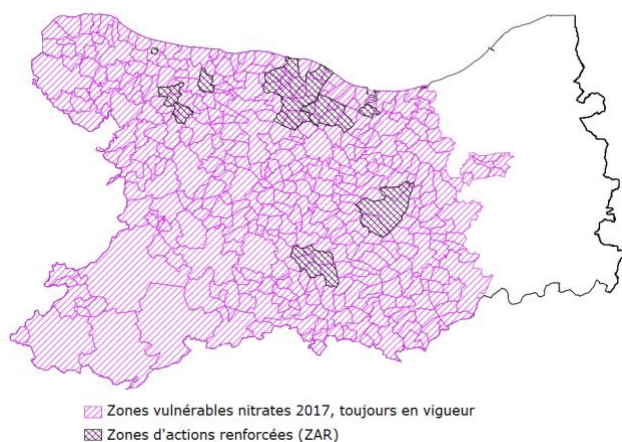 Zones vulnérables nitrates 2017, toujours en vigueur
Zones d'actions renforcées (ZAR)